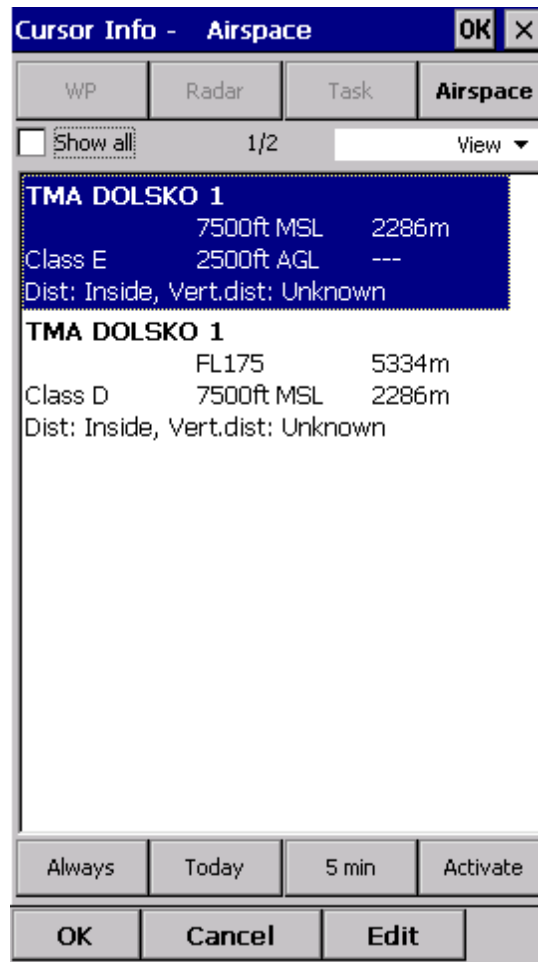 Cursor Info - Airspace OK ×
WP Radar Task Airspace
Show all 1/2 View
TMA DOLSKO 1
7500ft MSL 2286m
Class E 2500ft AGL ---
Dist: Inside, Vert.dist: Unknown
TMA DOLSKO 1
FL175 5334m
Class D 7500ft MSL 2286m
Dist: Inside, Vert.dist: Unknown
Always Today 5 min Activate
OK Cancel Edit